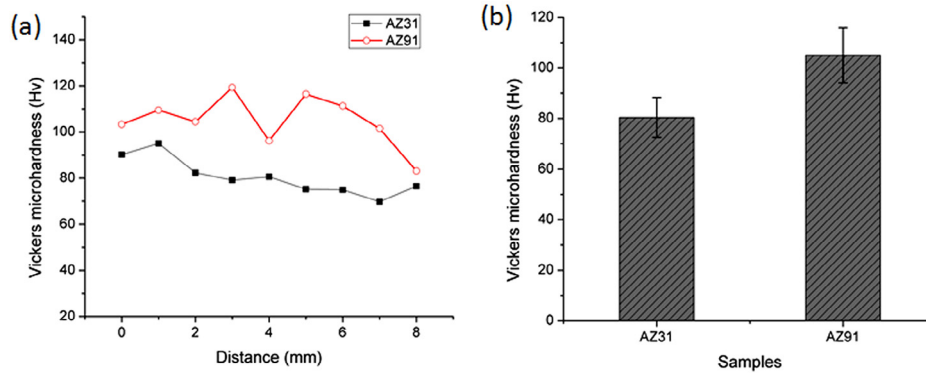 (a)
AZ31
AZ91
Vickers microhardness (Hv)
140
120
100
80
60
40
20
0
2
4
6
8
Distance (mm)
(b)
Vickers microhardness (Hv)
120
100
80
60
40
20
0
AZ31
AZ91
Samples